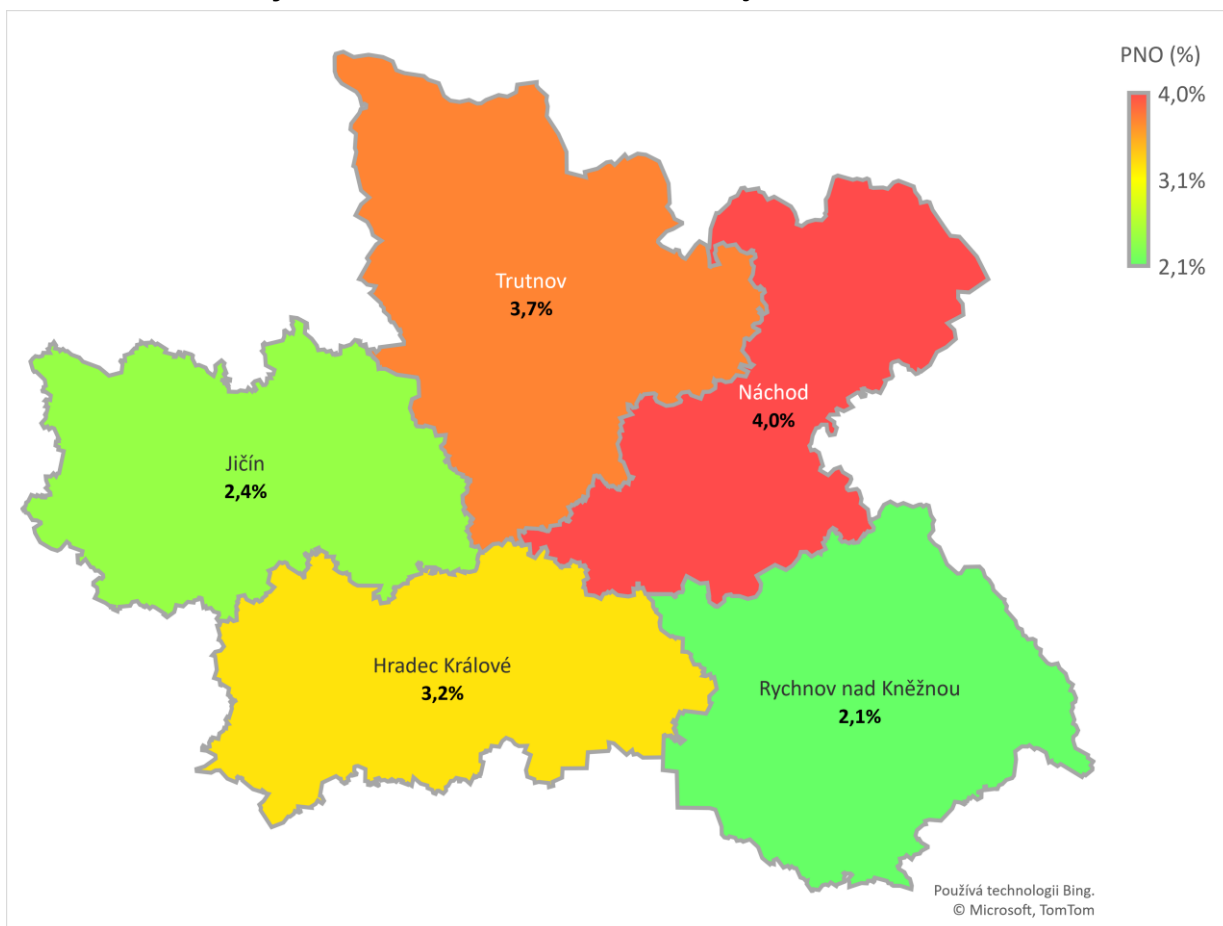 PNO (%)
4,0%
3,1%
2,1%
Trutnov
3,7%
Náchod
4,0%
Jičín
2,4%
Hradec Králové
3,2%
Rychnov nad Kněžnou
2,1%
Používá technologii Bing.
© Microsoft, TomTom